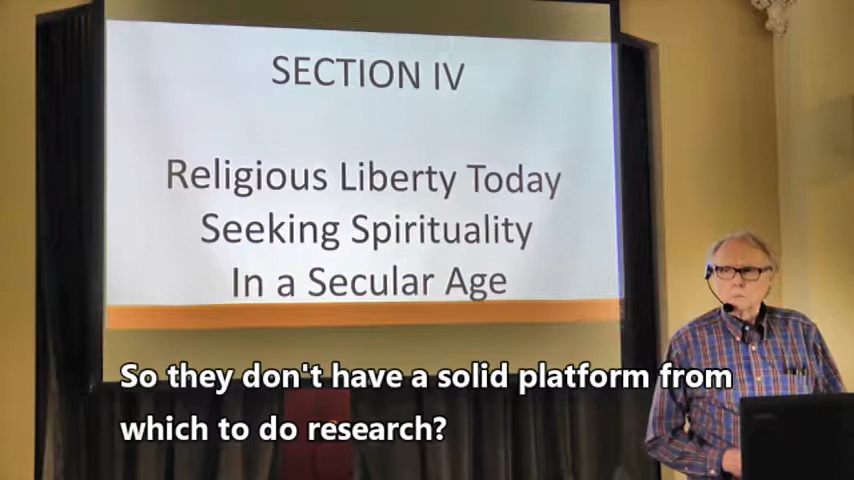 SECTION IV
Religious Liberty Today
Seeking Spirituality
In a Secular Age
So they don't have a solid platform from
which to do research?